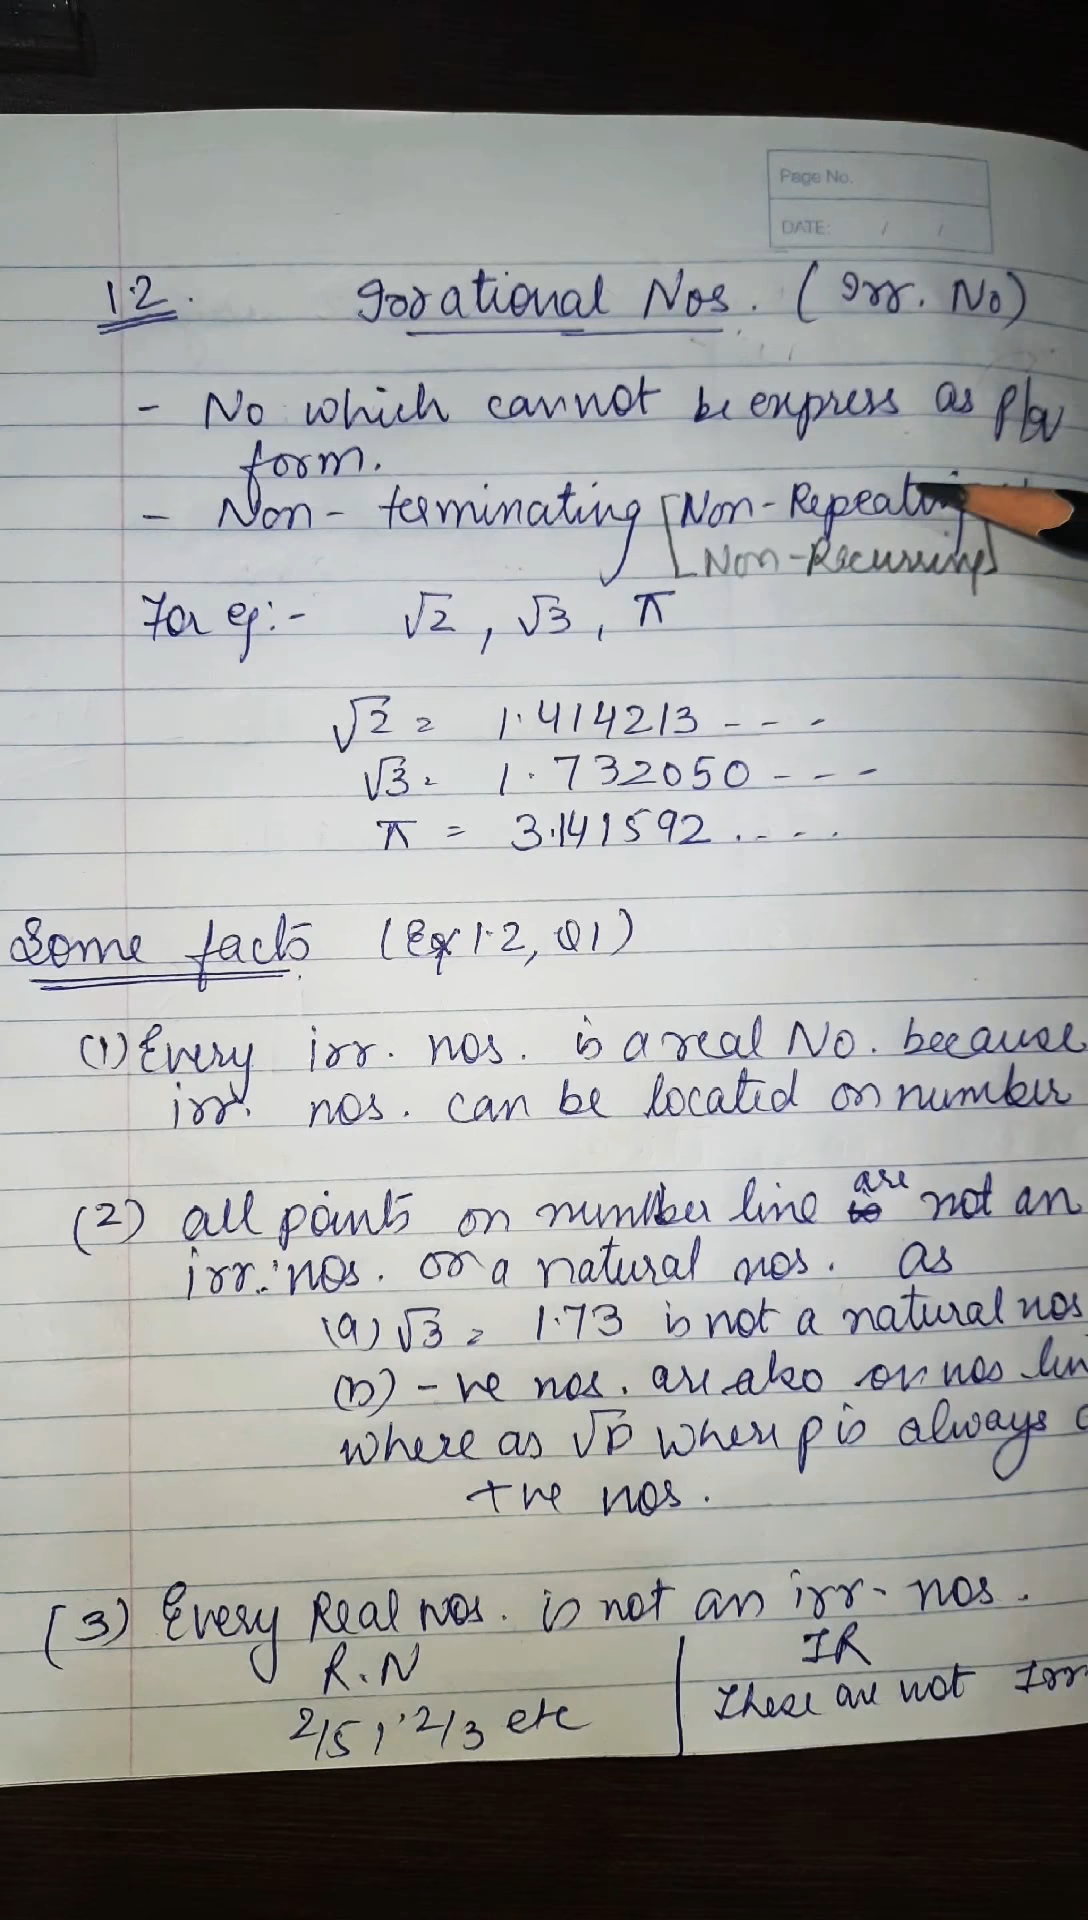 Page No.
DATE: / /
1.2. Irrational Nos. (Irr. No)
- No which cannot be express as p/q
form.
- Non-terminating [Non-Repeating
[Non-Recurring]
For eg:- √2, √3, π
√2 = 1.414213 - - -
√3 = 1.732050 - - -
π = 3.141592 . - - .
Some facts (Ex 1.2, Q1)
(1) Every irr. nos. is a real No. because
irr. nos. can be located on number
(2) all points on number line are not an
irr. nos. or a natural nos. as
(a) √3 = 1.73 is not a natural nos
(b) -ve nos. are also on nos lin
where as √p where p is always a
+ve nos.
(3) Every Real Nos. is not an irr- nos.
R.N | IR
2/5, 2/3 etc | These are not Irr